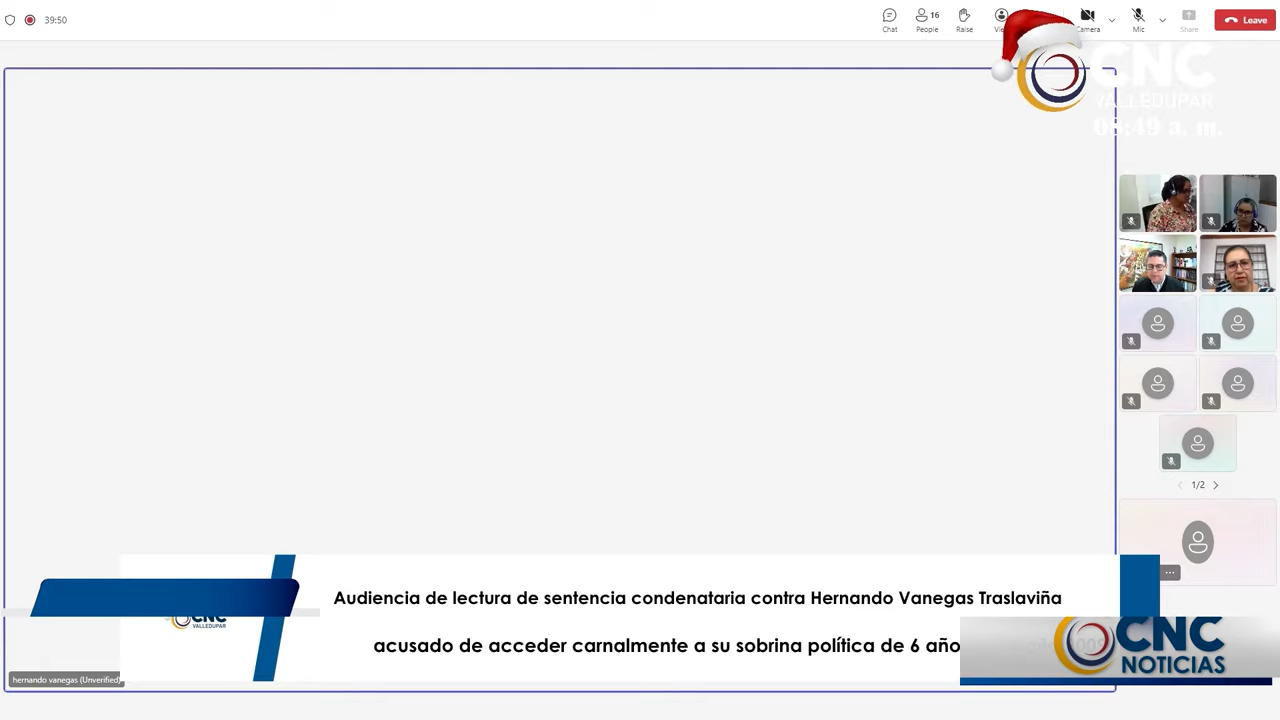 39:50
Chat
People
16
Raise
Camera
Mic
Share
Leave
CNC
VALLEDUPAR
08:49 a. m.
1/2
Audiencia de lectura de sentencia condenataria contra Hernando Vanegas Traslaviña
acusado de acceder carnalmente a su sobrina política de 6 año
CNC
VALLEDUPAR
CNC
NOTICIAS
hernando vanegas (Unverified)